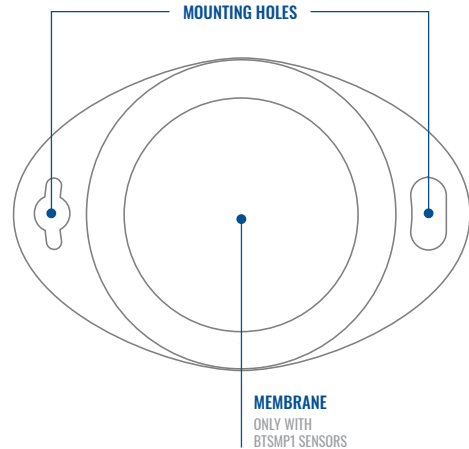 MOUNTING HOLES
MEMBRANE
ONLY WITH
BTSMP1 SENSORS